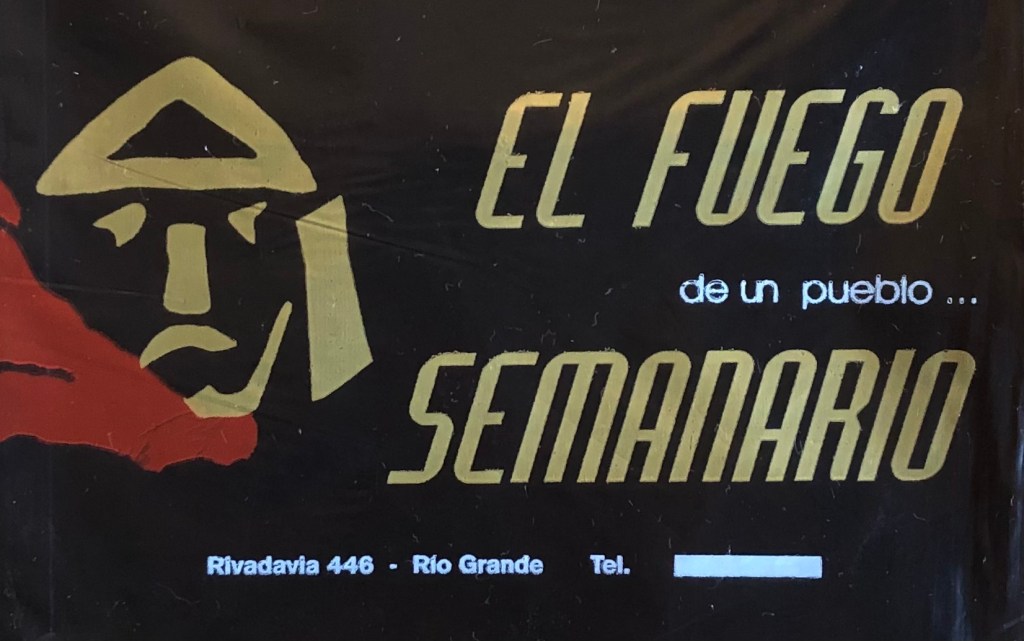 EL FUEGO
de un pueblo ...
SEMANARIO
Rivadavia 446 - Río Grande Tel.